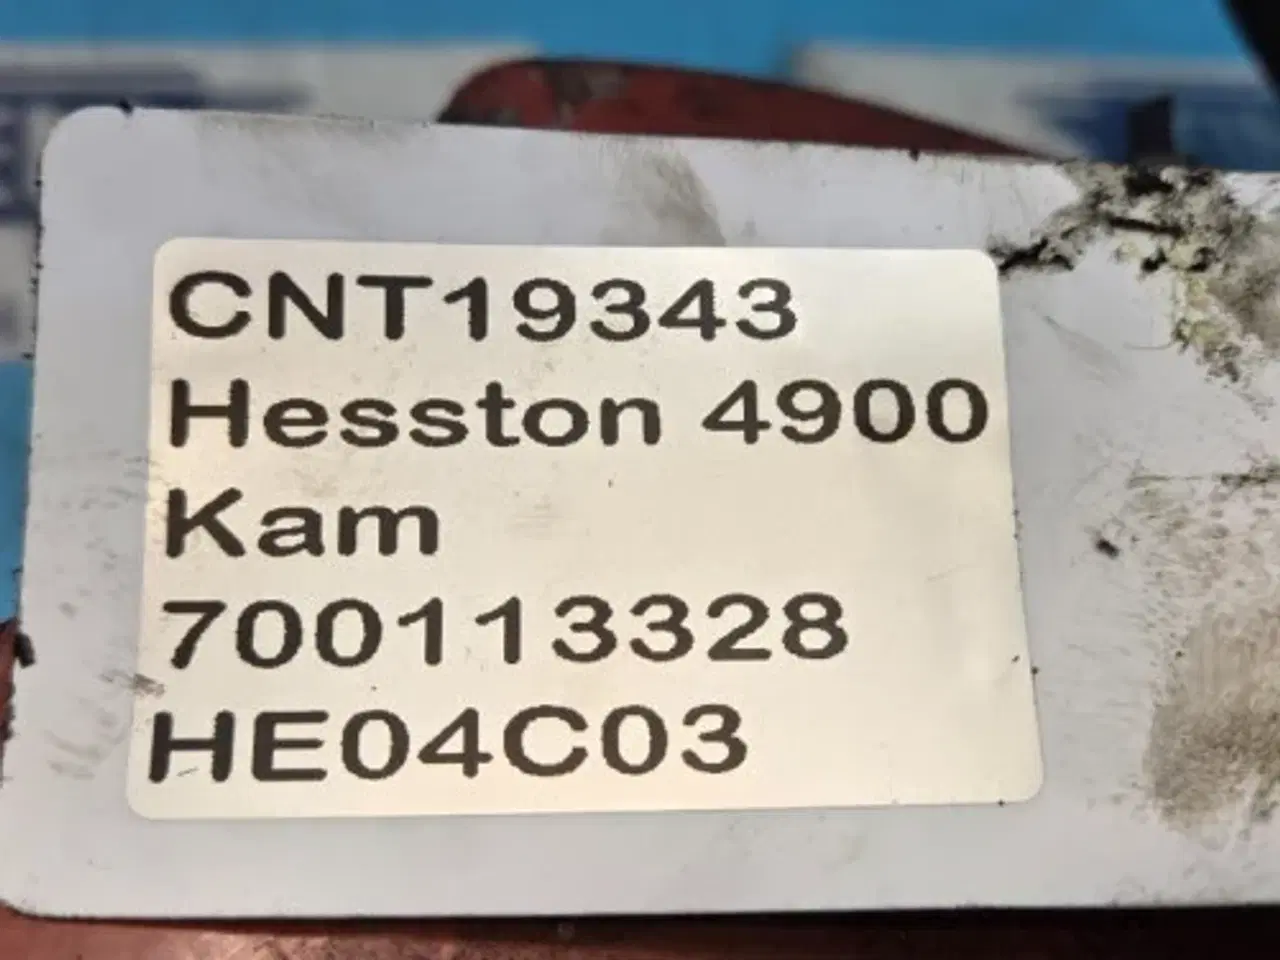 CNT19343
Hesston 4900
Kam
700113328
HE04C03